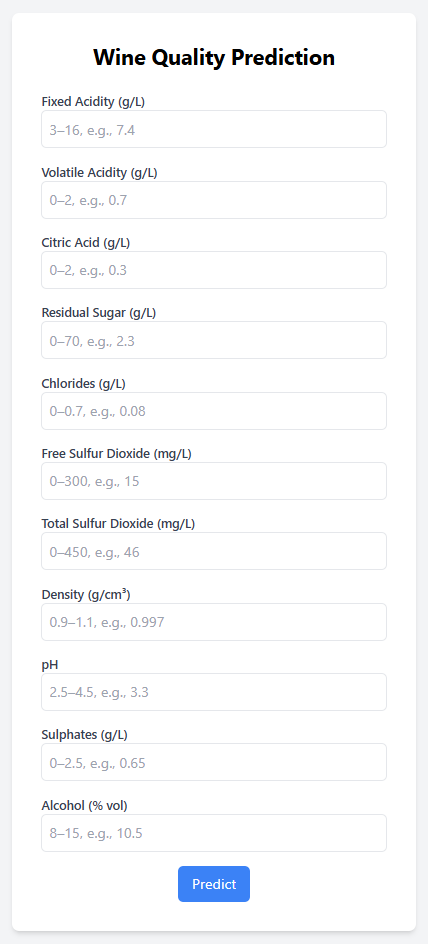 Wine Quality Prediction
Fixed Acidity (g/L)
3–16, e.g., 7.4
Volatile Acidity (g/L)
0–2, e.g., 0.7
Citric Acid (g/L)
0–2, e.g., 0.3
Residual Sugar (g/L)
0–70, e.g., 2.3
Chlorides (g/L)
0–0.7, e.g., 0.08
Free Sulfur Dioxide (mg/L)
0–300, e.g., 15
Total Sulfur Dioxide (mg/L)
0–450, e.g., 46
Density (g/cm³)
0.9–1.1, e.g., 0.997
pH
2.5–4.5, e.g., 3.3
Sulphates (g/L)
0–2.5, e.g., 0.65
Alcohol (% vol)
8–15, e.g., 10.5
Predict